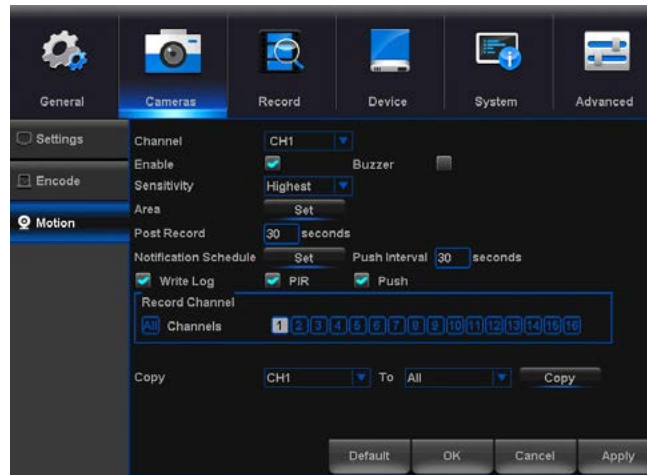 General Cameras Record Device System Advanced
Settings
Encode
Motion
Channel CH1
Enable Buzzer
Sensitivity Highest
Area Set
Post Record 30 seconds
Notification Schedule Set Push Interval 30 seconds
Write Log PIR Push
Record Channel
All Channels 1 2 3 4 5 6 7 8 9 10 11 12 13 14 15 16
Copy CH1 To All Copy
Default OK Cancel Apply